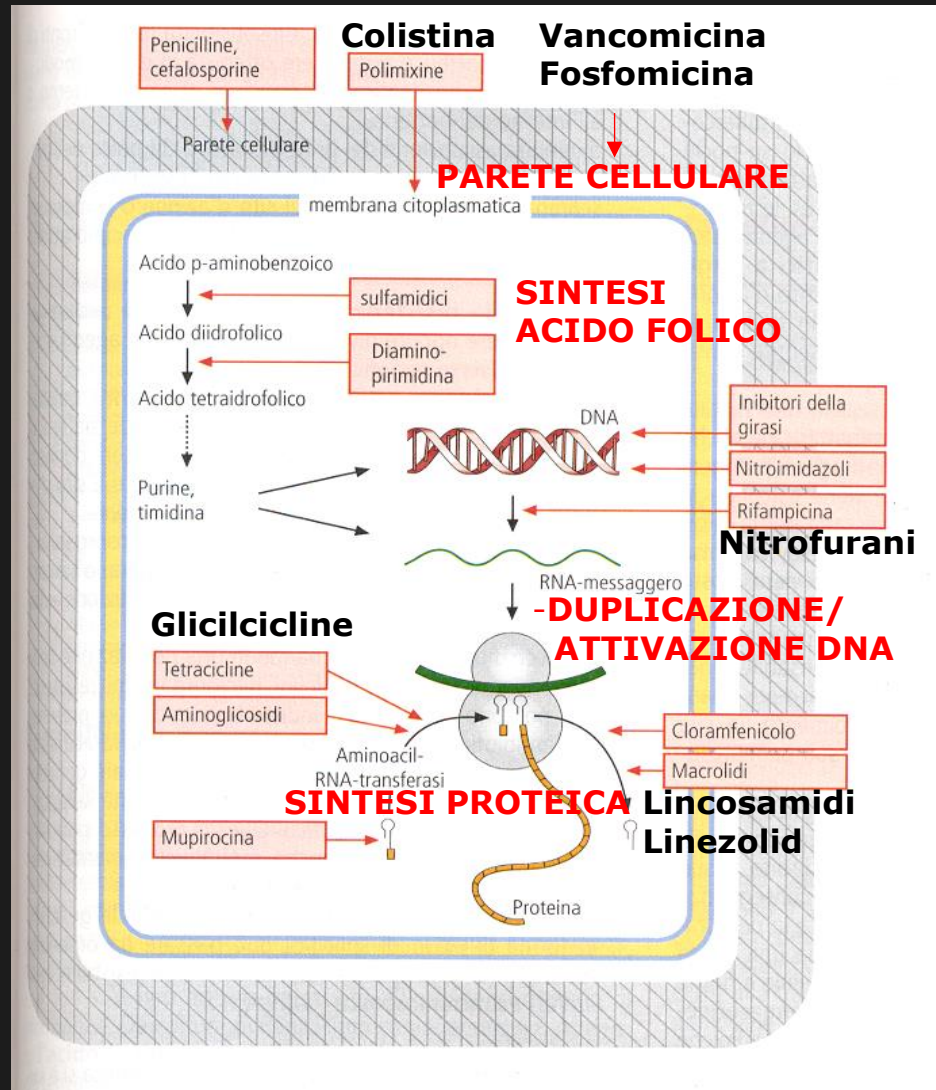 Penicilline,
cefalosporine
Colistina
Polimixine
Vancomicina
Fosfomicina
Parete cellulare
PARETE CELLULARE
membrana citoplasmatica
Acido p-aminobenzoico
sulfamidici
SINTESI
ACIDO FOLICO
Acido diidrofolico
Diamino-
pirimidina
Acido tetraidrofolico
DNA
Inibitori della
girasi
Nitroimidazoli
Purine,
timidina
Rifampicina
Nitrofurani
RNA-messaggero
-DUPLICAZIONE/
ATTIVAZIONE DNA
Glicilcicline
Tetracicline
Aminoglicosidi
Cloramfenicolo
Aminoacil-
RNA-transferasi
Macrolidi
SINTESI PROTEICA
Lincosamidi
Linezolid
Mupirocina
Proteina